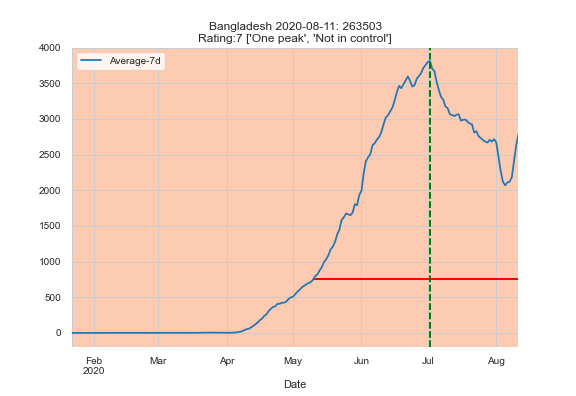 Bangladesh 2020-08-11: 263503
Rating:7 ['One peak', 'Not in control']
Average-7d
4000
3500
3000
2500
2000
1500
1000
500
0
Feb
2020
Mar
Apr
May
Jun
Jul
Aug
Date